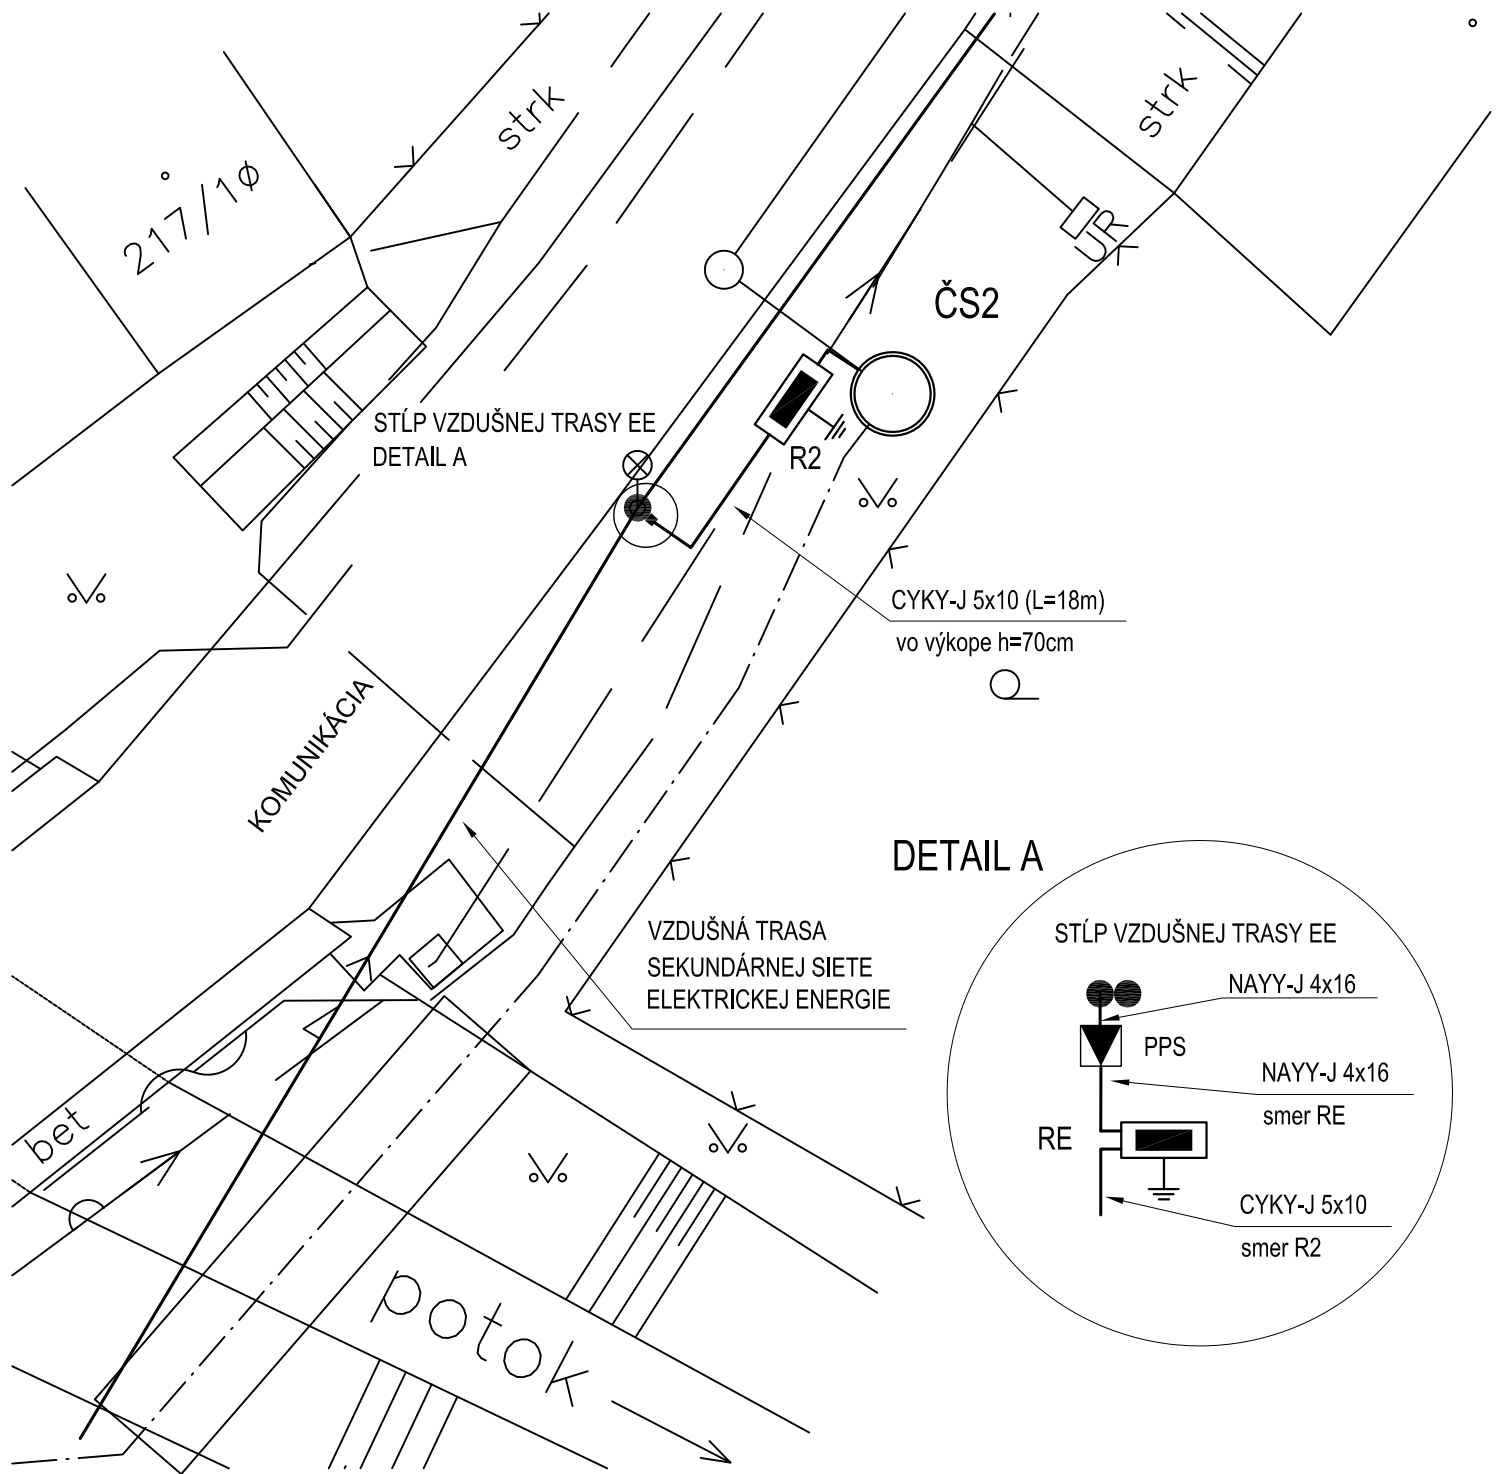 strk
strk
217/1ø
UR
ČS2
STĹP VZDUŠNEJ TRASY EE
DETAIL A
R2
CYKY-J 5x10 (L=18m)
vo výkope h=70cm
KOMUNIKÁCIA
DETAIL A
VZDUŠNÁ TRASA
SEKUNDÁRNEJ SIETE
ELEKTRICKEJ ENERGIE
STĹP VZDUŠNEJ TRASY EE
NAYY-J 4x16
PPS
NAYY-J 4x16
smer RE
RE
CYKY-J 5x10
smer R2
bet
potok